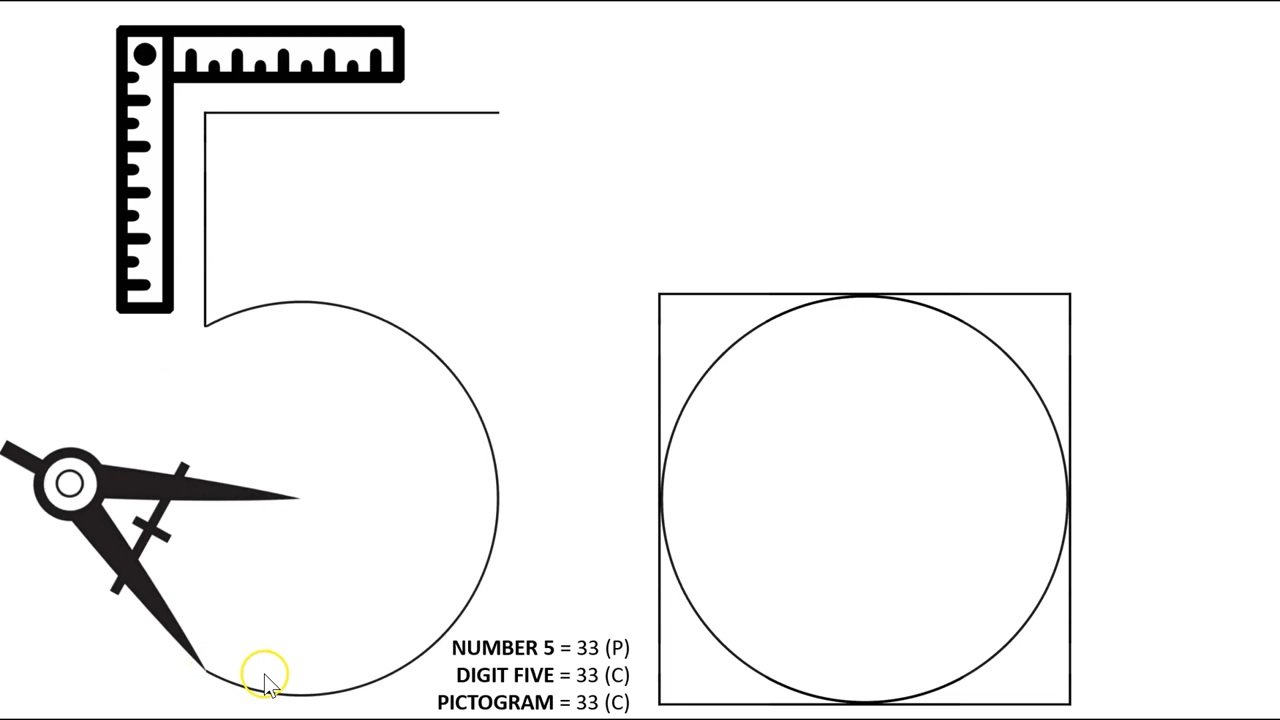 NUMBER 5 = 33 (P)
DIGIT FIVE = 33 (C)
PICTOGRAM = 33 (C)